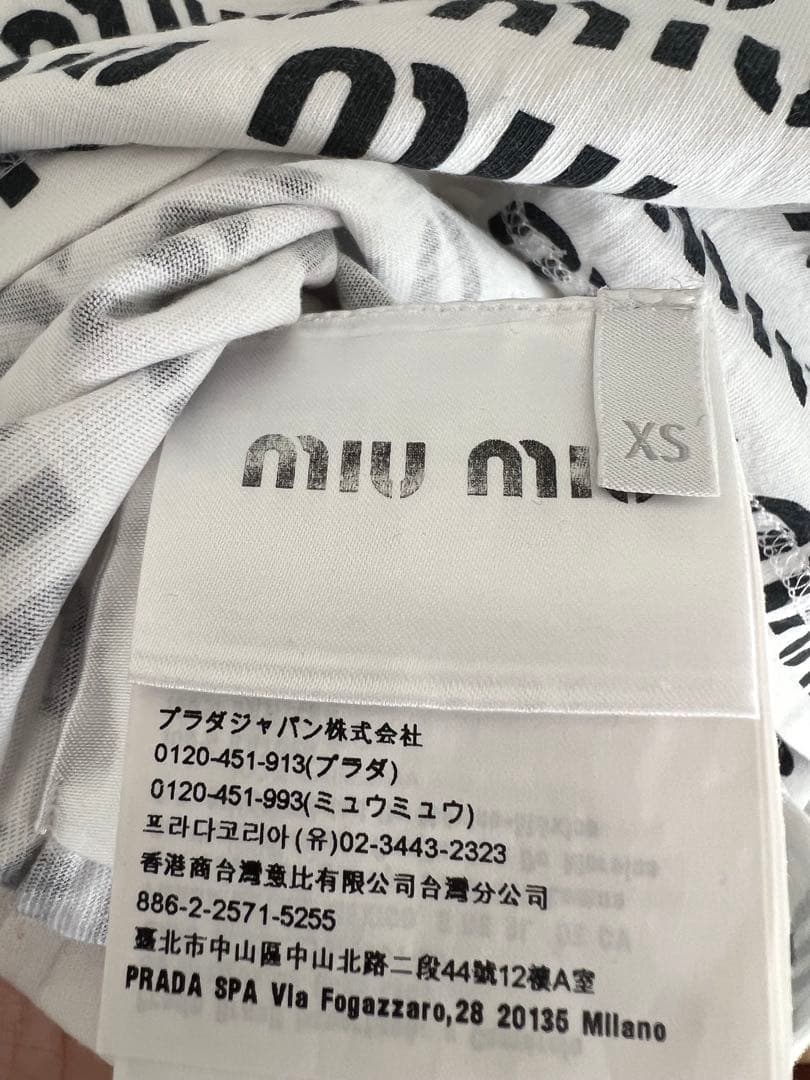 miu miu
XS
プラダジャパン株式会社
0120-451-913(プラダ)
0120-451-993(ミュウミュウ)
프라다코리아(유)02-3443-2323
香港商台灣意比有限公司台灣分公司
886-2-2571-5255
臺北市中山區中山北路二段44號12樓A室
PRADA SPA Via Fogazzaro,28 20135 Milano